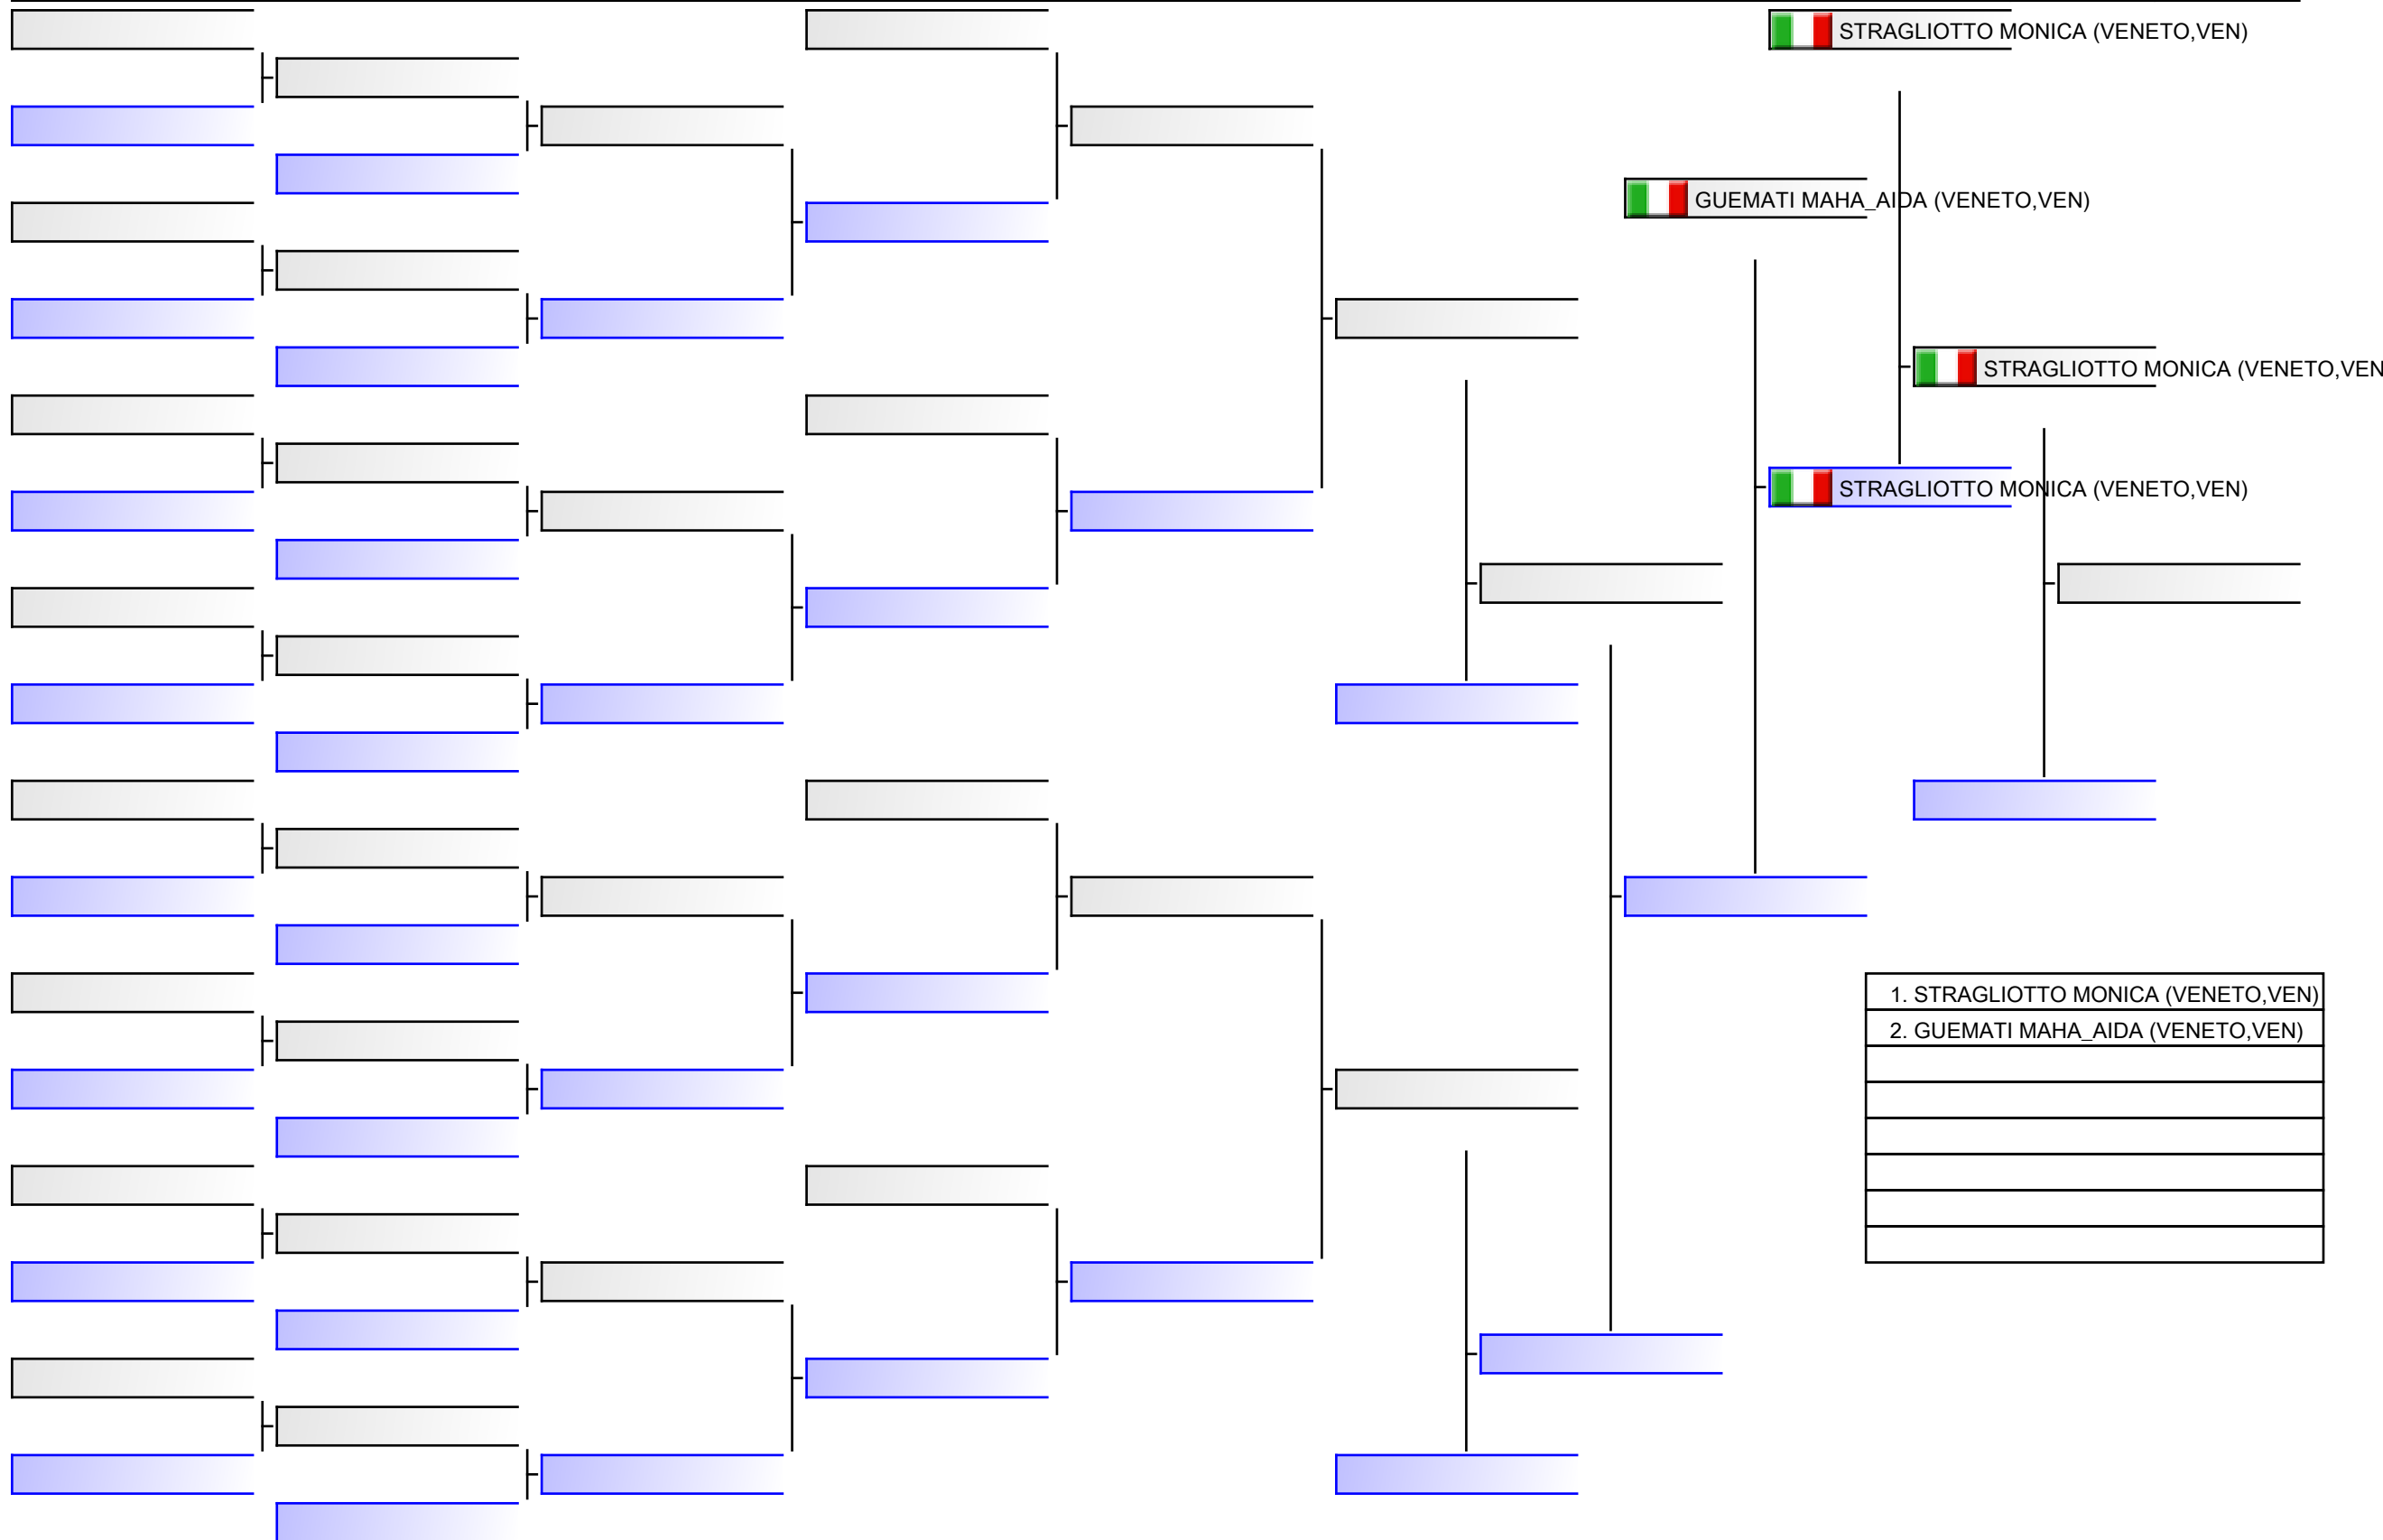 STRAGLIOTTO MONICA (VENETO,VEN)
GUEMATI MAHA_AIDA (VENETO,VEN)
STRAGLIOTTO MONICA (VENETO,VEN
STRAGLIOTTO MONICA (VENETO,VEN)
1. STRAGLIOTTO MONICA (VENETO,VEN)
2. GUEMATI MAHA_AIDA (VENETO,VEN)